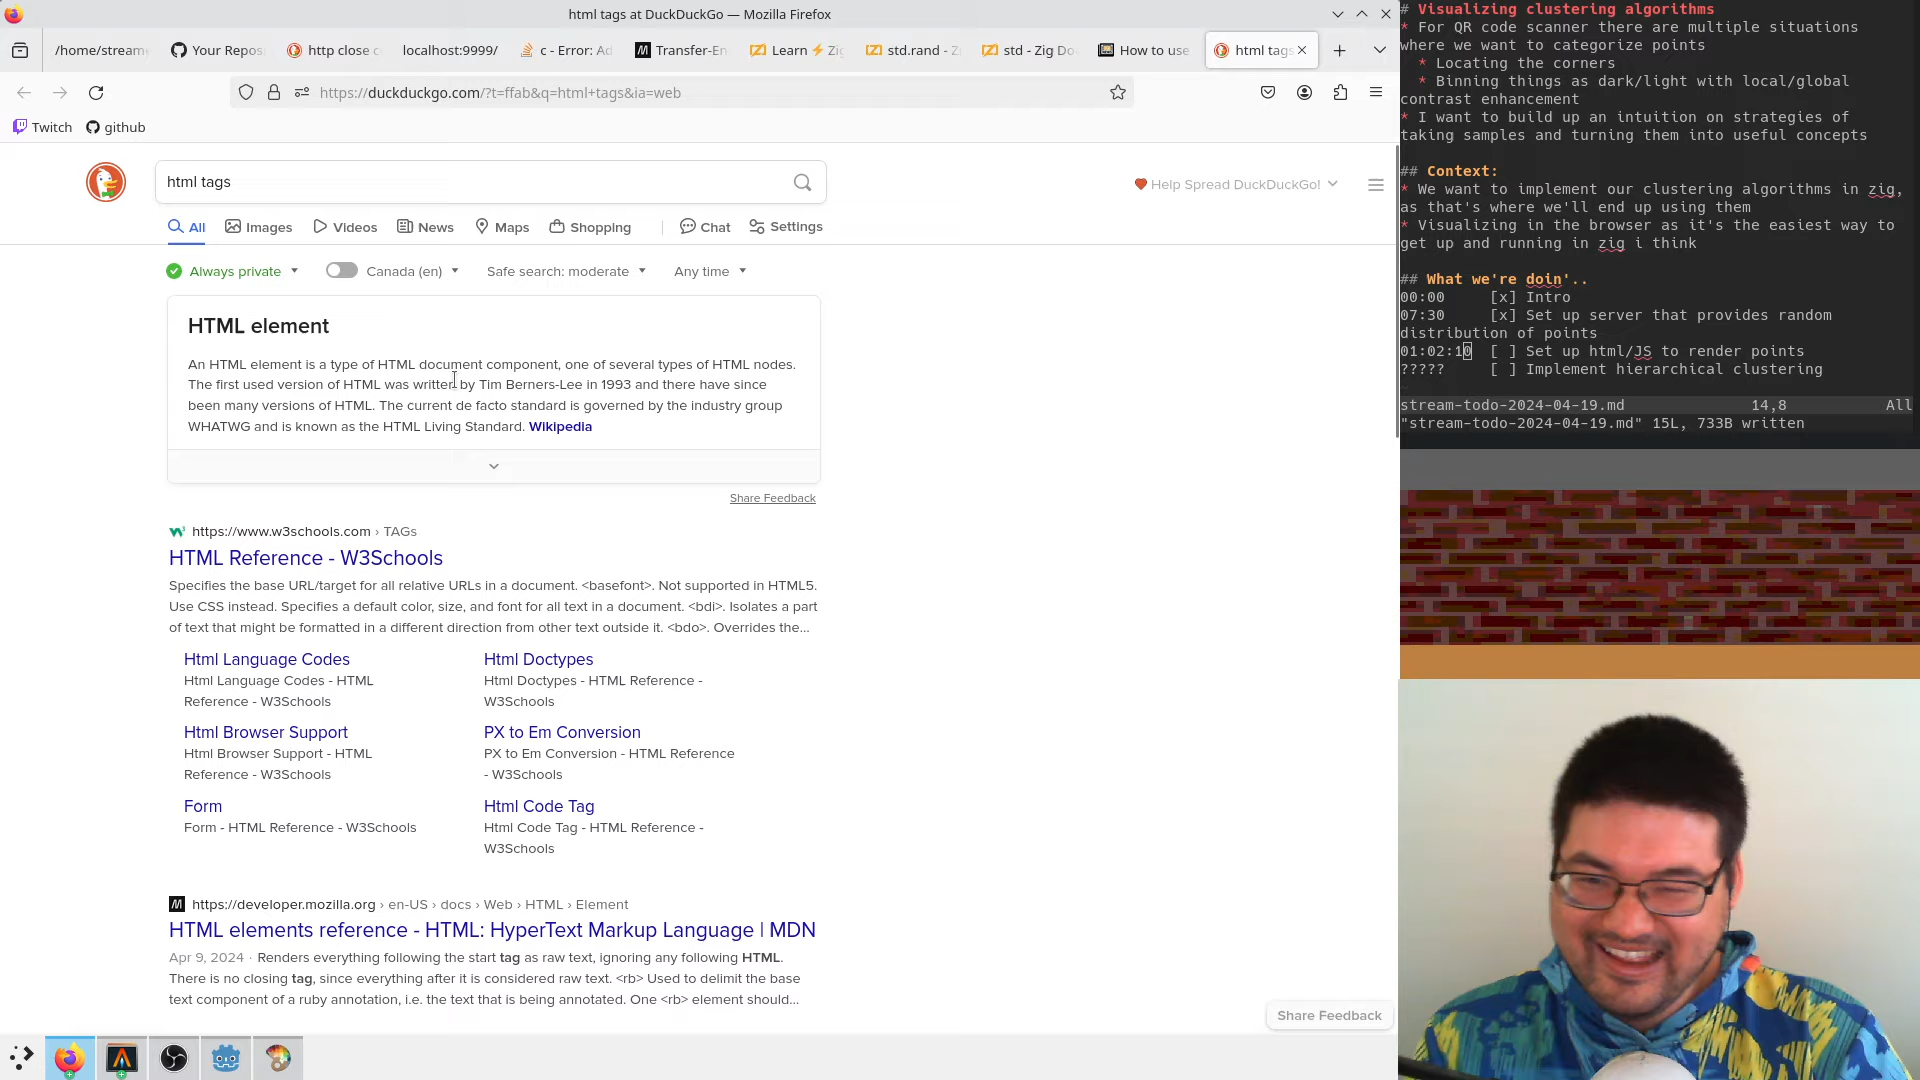 html tags at DuckDuckGo — Mozilla Firefox
/home/stream
Your Repos
http close c
localhost:9999/
c - Error: Ad
Transfer-En
Learn ⚡ Zig
std.rand - Z
std - Zig Do
How to use
html tags
https://duckduckgo.com/?t=ffab&q=html+tags&ia=web
Twitch
github
html tags
Help Spread DuckDuckGo!
All
Images
Videos
News
Maps
Shopping
Chat
Settings
Always private
Canada (en)
Safe search: moderate
Any time
HTML element
An HTML element is a type of HTML document component, one of several types of HTML nodes.
The first used version of HTML was written by Tim Berners-Lee in 1993 and there have since
been many versions of HTML. The current de facto standard is governed by the industry group
WHATWG and is known as the HTML Living Standard. Wikipedia
Share Feedback
https://www.w3schools.com › TAGs
HTML Reference - W3Schools
Specifies the base URL/target for all relative URLs in a document. <basefont>. Not supported in HTML5.
Use CSS instead. Specifies a default color, size, and font for all text in a document. <bdi>. Isolates a part
of text that might be formatted in a different direction from other text outside it. <bdo>. Overrides the...
Html Language Codes
Html Language Codes - HTML
Reference - W3Schools
Html Doctypes
Html Doctypes - HTML Reference -
W3Schools
Html Browser Support
Html Browser Support - HTML
Reference - W3Schools
PX to Em Conversion
PX to Em Conversion - HTML Reference
- W3Schools
Form
Form - HTML Reference - W3Schools
Html Code Tag
Html Code Tag - HTML Reference -
W3Schools
https://developer.mozilla.org › en-US › docs › Web › HTML › Element
HTML elements reference - HTML: HyperText Markup Language | MDN
Apr 9, 2024 · Renders everything following the start tag as raw text, ignoring any following HTML.
There is no closing tag, since everything after it is considered raw text. <rb> Used to delimit the base
text component of a ruby annotation, i.e. the text that is being annotated. One <rb> element should...
Share Feedback
# Visualizing clustering algorithms
* For QR code scanner there are multiple situations
where we want to categorize points
* Locating the corners
* Binning things as dark/light with local/global
contrast enhancement
* I want to build up an intuition on strategies of
taking samples and turning them into useful concepts
## Context:
* We want to implement our clustering algorithms in zig,
as that's where we'll end up using them
* Visualizing in the browser as it's the easiest way to
get up and running in zig i think
## What we're doin'..
00:00 [x] Intro
07:30 [x] Set up server that provides random
distribution of points
01:02:10 [ ] Set up html/JS to render points
????? [ ] Implement hierarchical clustering
~
stream-todo-2024-04-19.md 14,8 All
"stream-todo-2024-04-19.md" 15L, 733B written